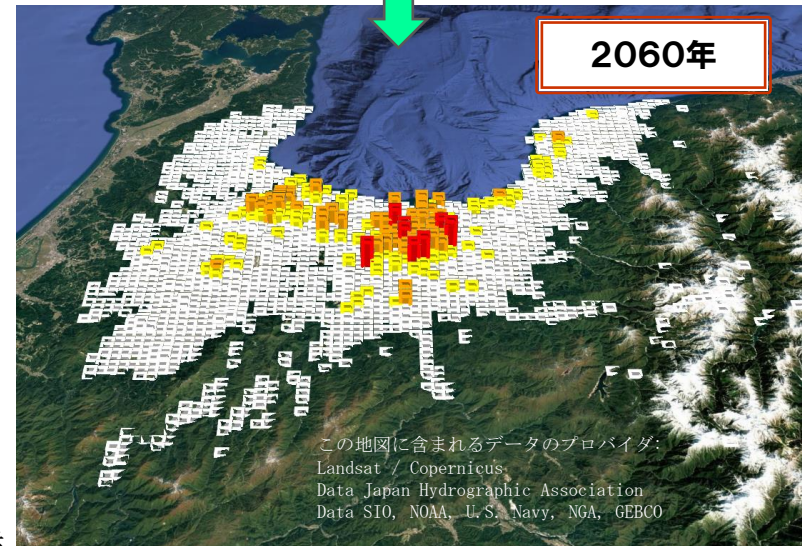 2060年
この地図に含まれるデータのプロバイダ:
Landsat / Copernicus
Data Japan Hydrographic Association
Data SIO, NOAA, U.S. Navy, NGA, GEBCO